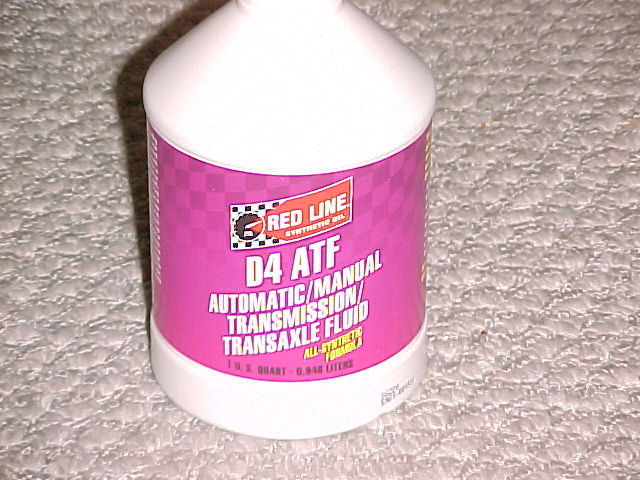 RED LINE
SYNTHETIC OIL
D4 ATF
AUTOMATIC/MANUAL
TRANSMISSION/
TRANSAXLE FLUID
ALL-SYNTHETIC
FORMULA
1 U.S. QUART - 0.946 LITERS